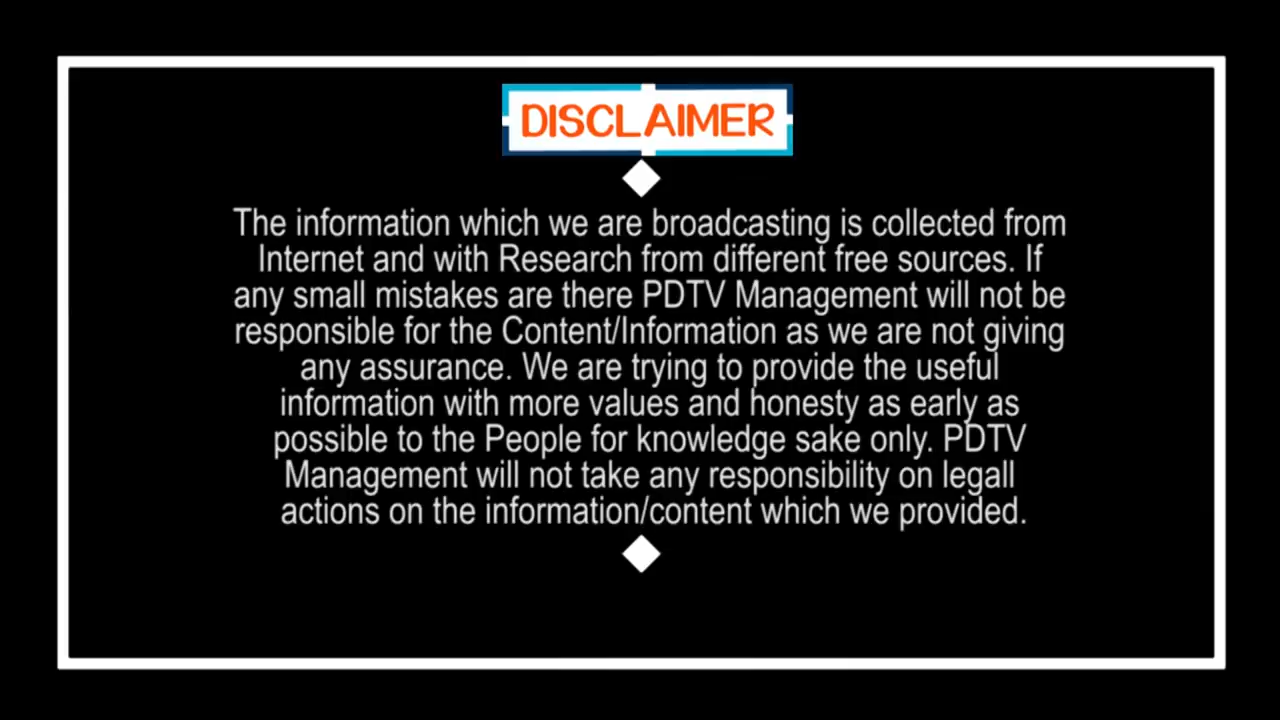 DISCLAIMER
The information which we are broadcasting is collected from
Internet and with Research from different free sources. If
any small mistakes are there PDTV Management will not be
responsible for the Content/Information as we are not giving
any assurance. We are trying to provide the useful
information with more values and honesty as early as
possible to the People for knowledge sake only. PDTV
Management will not take any responsibility on legall
actions on the information/content which we provided.